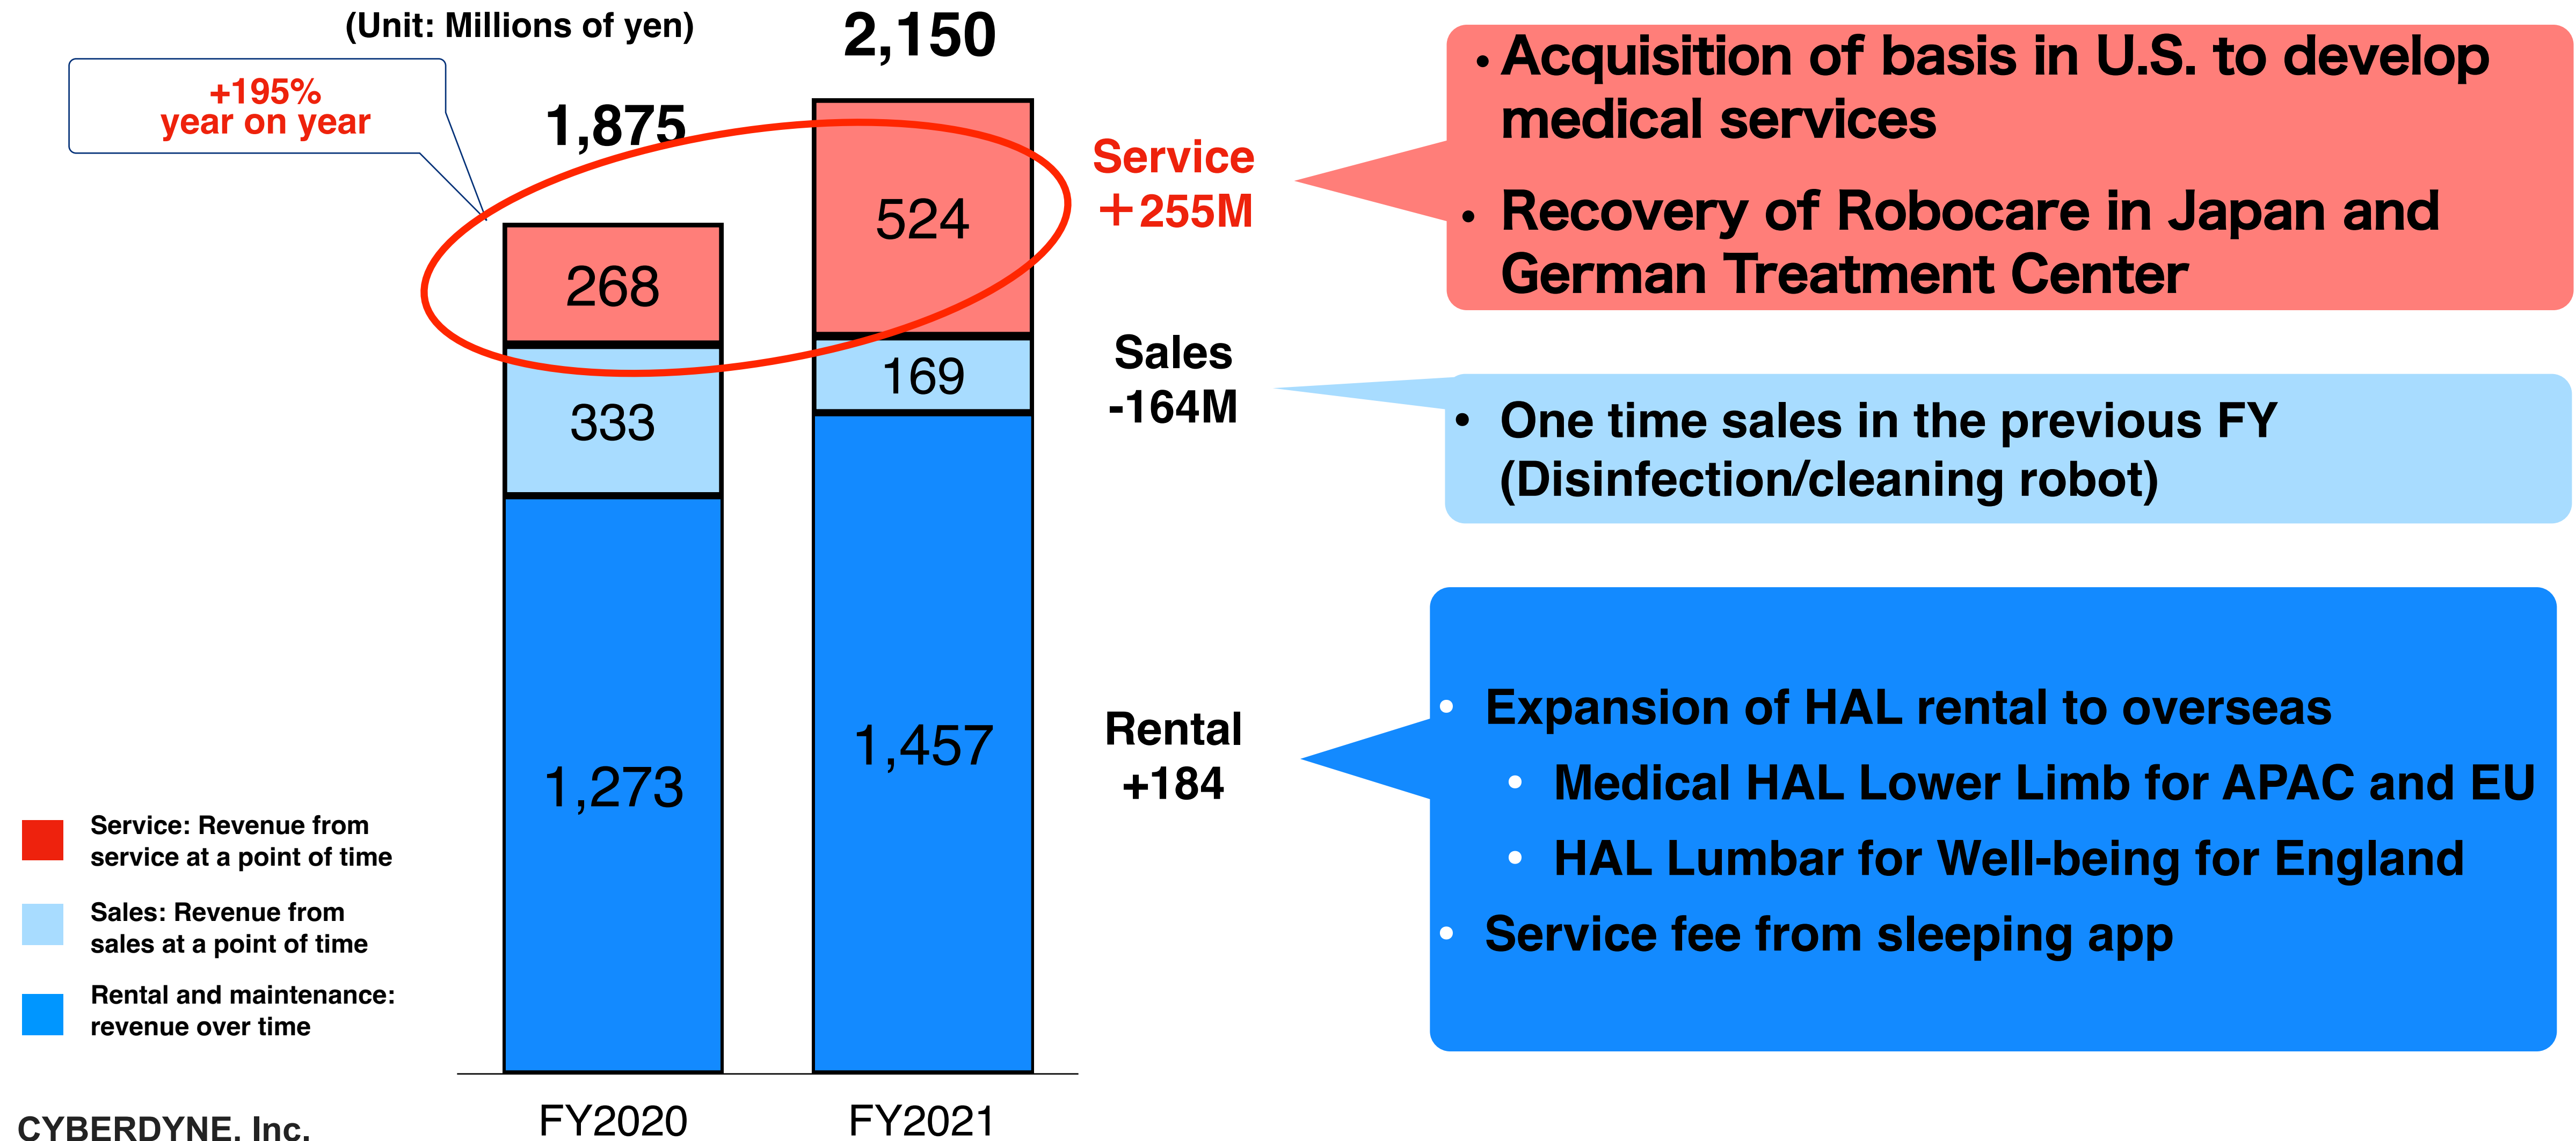 (Unit: Millions of yen)
+195%
year on year
1,875
2,150
268
333
1,273
524
169
1,457
Service
＋255M
Sales
-164M
Rental
+184
• Acquisition of basis in U.S. to develop
medical services
• Recovery of Robocare in Japan and
German Treatment Center
• One time sales in the previous FY
(Disinfection/cleaning robot)
• Expansion of HAL rental to overseas
• Medical HAL Lower Limb for APAC and EU
• HAL Lumbar for Well-being for England
• Service fee from sleeping app
Service: Revenue from
service at a point of time
Sales: Revenue from
sales at a point of time
Rental and maintenance:
revenue over time
FY2020
FY2021
CYBERDYNE, Inc.